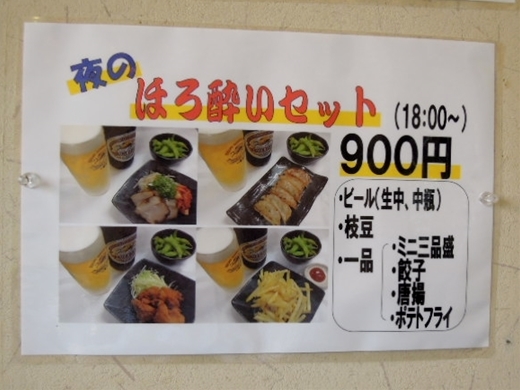 夜の
ほろ酔いセット
(18:00~)
900円
・ビール(生中、中瓶)
・枝豆
・一品
・ミニ三品盛
・餃子
・唐揚
・ポテトフライ